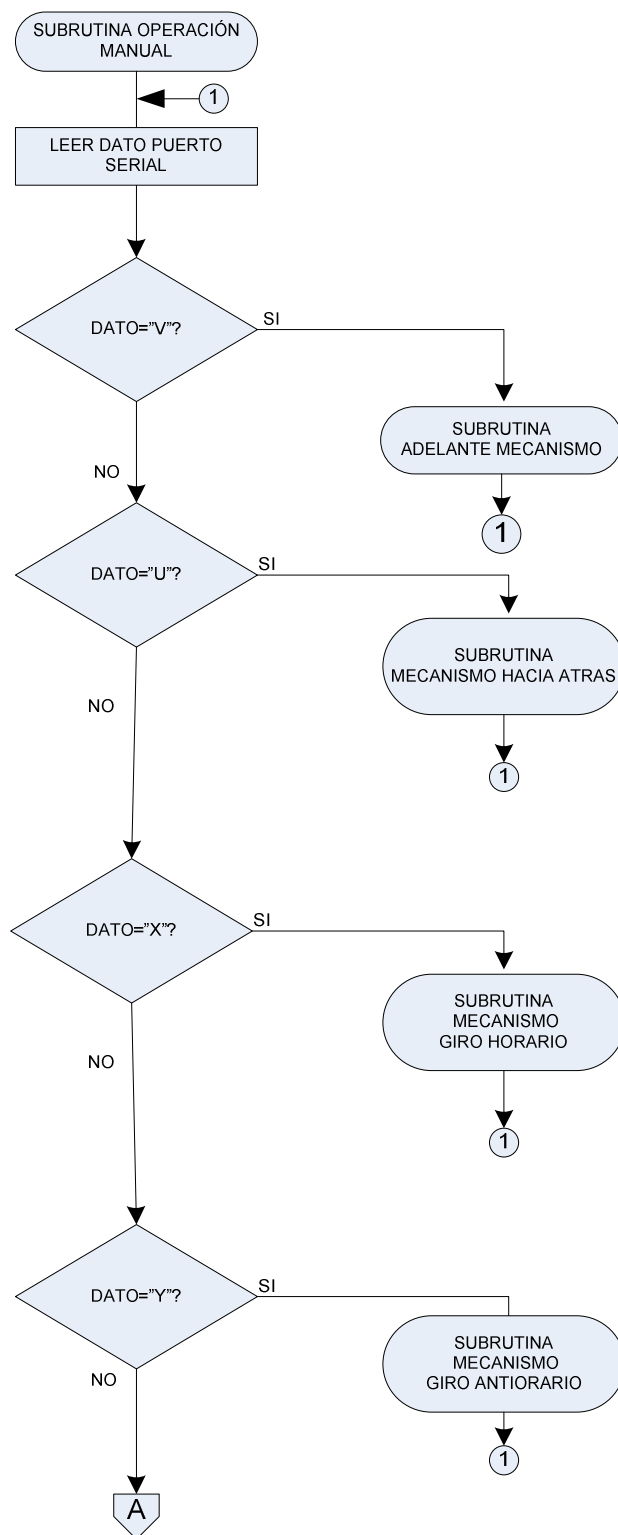 SUBRUTINA OPERACIÓN
MANUAL
1
LEER DATO PUERTO
SERIAL
DATO=”V”?
SI
SUBRUTINA
ADELANTE MECANISMO
NO
1
DATO=”U”?
SI
SUBRUTINA
MECANISMO HACIA ATRAS
NO
1
DATO=”X”?
SI
SUBRUTINA
MECANISMO
GIRO HORARIO
NO
1
DATO=”Y”?
SI
SUBRUTINA
MECANISMO
GIRO ANTIORARIO
NO
1
A